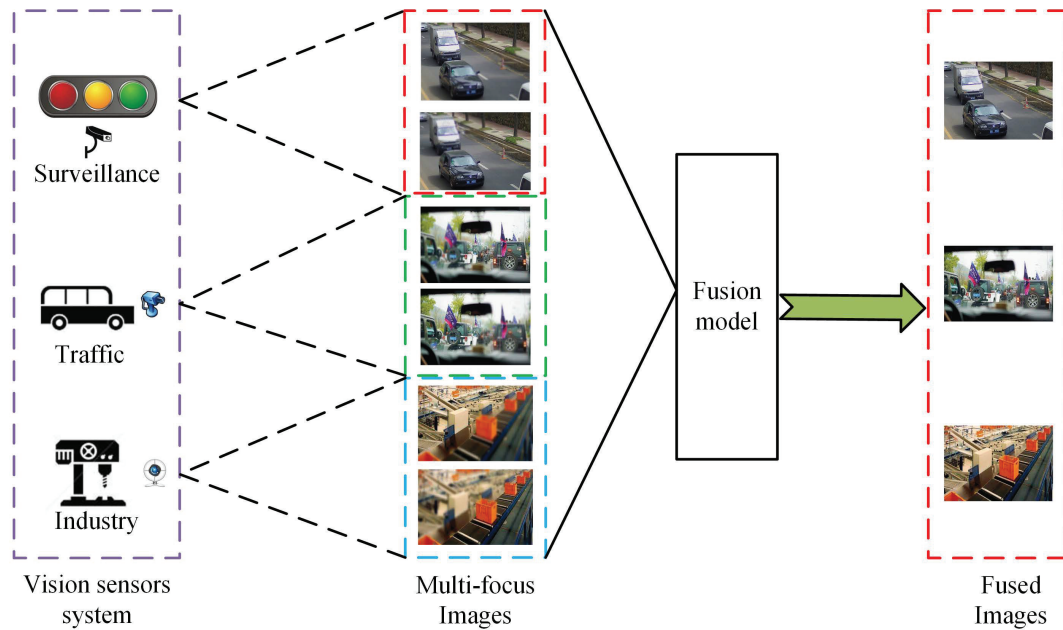 Surveillance
Traffic
Industry
Vision sensors
system
Multi-focus
Images
Fusion
model
Fused
Images